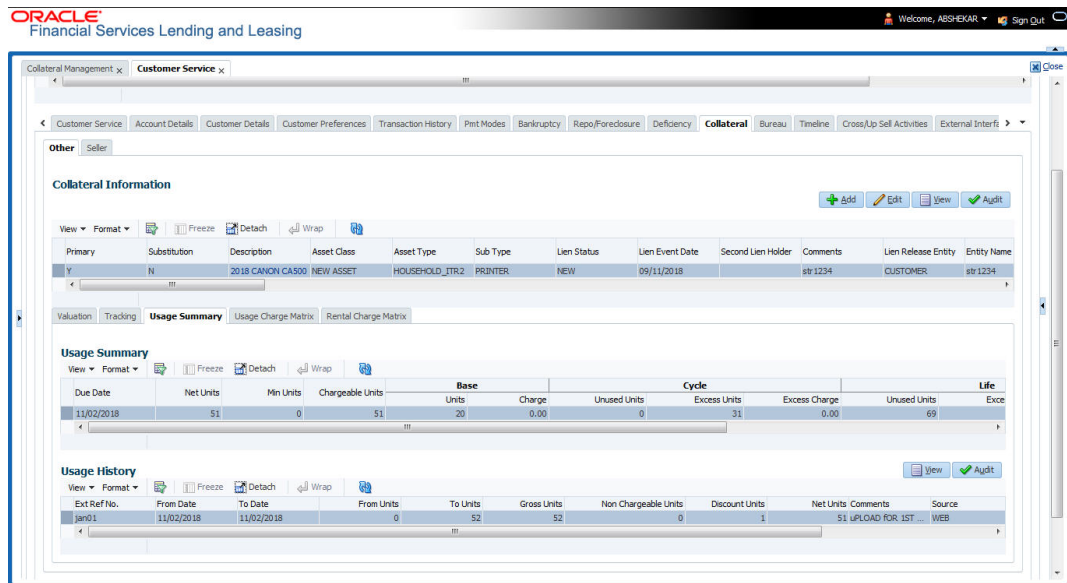 ORACLE®
Financial Services Lending and Leasing
Welcome, ABSHEKAR Sign Out
Collateral Management x Customer Service x Close
Customer Service Account Details Customer Details Customer Preferences Transaction History Pmt Modes Bankruptcy Repo/Foreclosure Deficiency Collateral Bureau Timeline Cross/Up Sell Activities External Interfa
Other Seller
Collateral Information
Add Edit View Audit
View Format Freeze Detach Wrap
Primary Substitution Description Asset Class Asset Type Sub Type Lien Status Lien Event Date Second Lien Holder Comments Lien Release Entity Entity Name
Y N 2018 CANON CA500 NEW ASSET HOUSEHOLD_ITR2 PRINTER NEW 09/11/2018 str1234 CUSTOMER str1234
Valuation Tracking Usage Summary Usage Charge Matrix Rental Charge Matrix
Usage Summary
View Format Freeze Detach Wrap
Base Cycle Life
Due Date Net Units Min Units Chargeable Units Units Charge Unused Units Excess Units Excess Charge Unused Units Exce
11/02/2018 51 0 51 20 0.00 0 31 0.00 69
Usage History
View Audit
View Format Freeze Detach Wrap
Ext Ref No. From Date To Date From Units To Units Gross Units Non Chargeable Units Discount Units Net Units Comments Source
jan01 11/02/2018 11/02/2018 0 52 52 0 1 51 uPLOAD fOR 1ST ... WEB